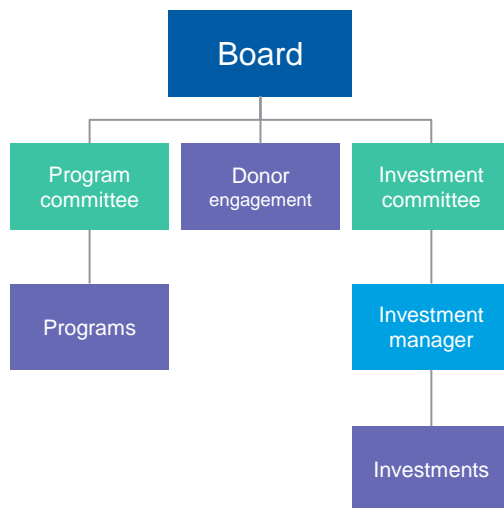 Board
Program
committee
Donor
engagement
Investment
committee
Programs
Investment
manager
Investments